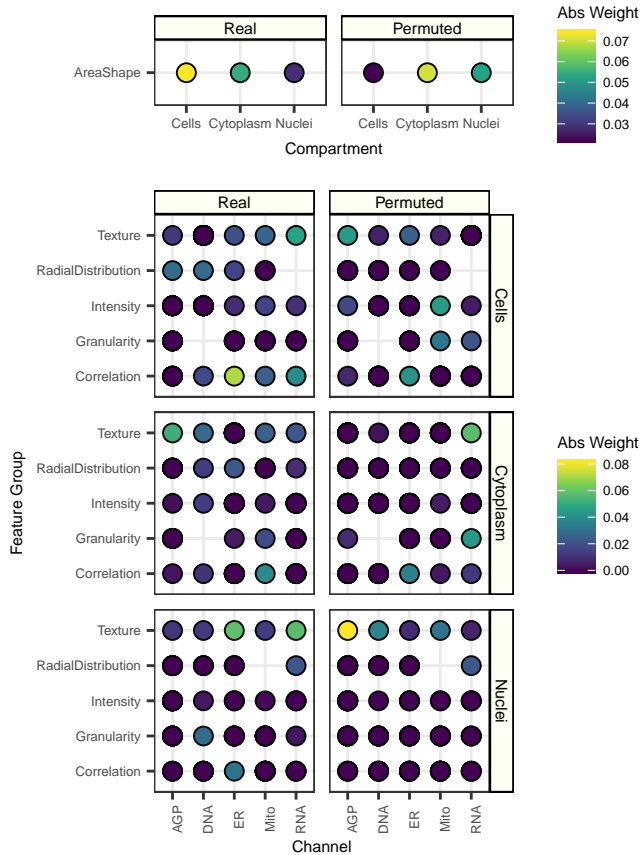 Real Permuted
AreaShape
Cells Cytoplasm Nuclei Cells Cytoplasm Nuclei
Compartment
Abs Weight
0.07
0.06
0.05
0.04
0.03
Real Permuted
Texture
RadialDistribution
Intensity
Granularity
Correlation
Cells
Texture
RadialDistribution
Intensity
Granularity
Correlation
Cytoplasm
Texture
RadialDistribution
Intensity
Granularity
Correlation
Nuclei
Feature Group
AGP DNA ER Mito RNA AGP DNA ER Mito RNA
Channel
Abs Weight
0.08
0.06
0.04
0.02
0.00